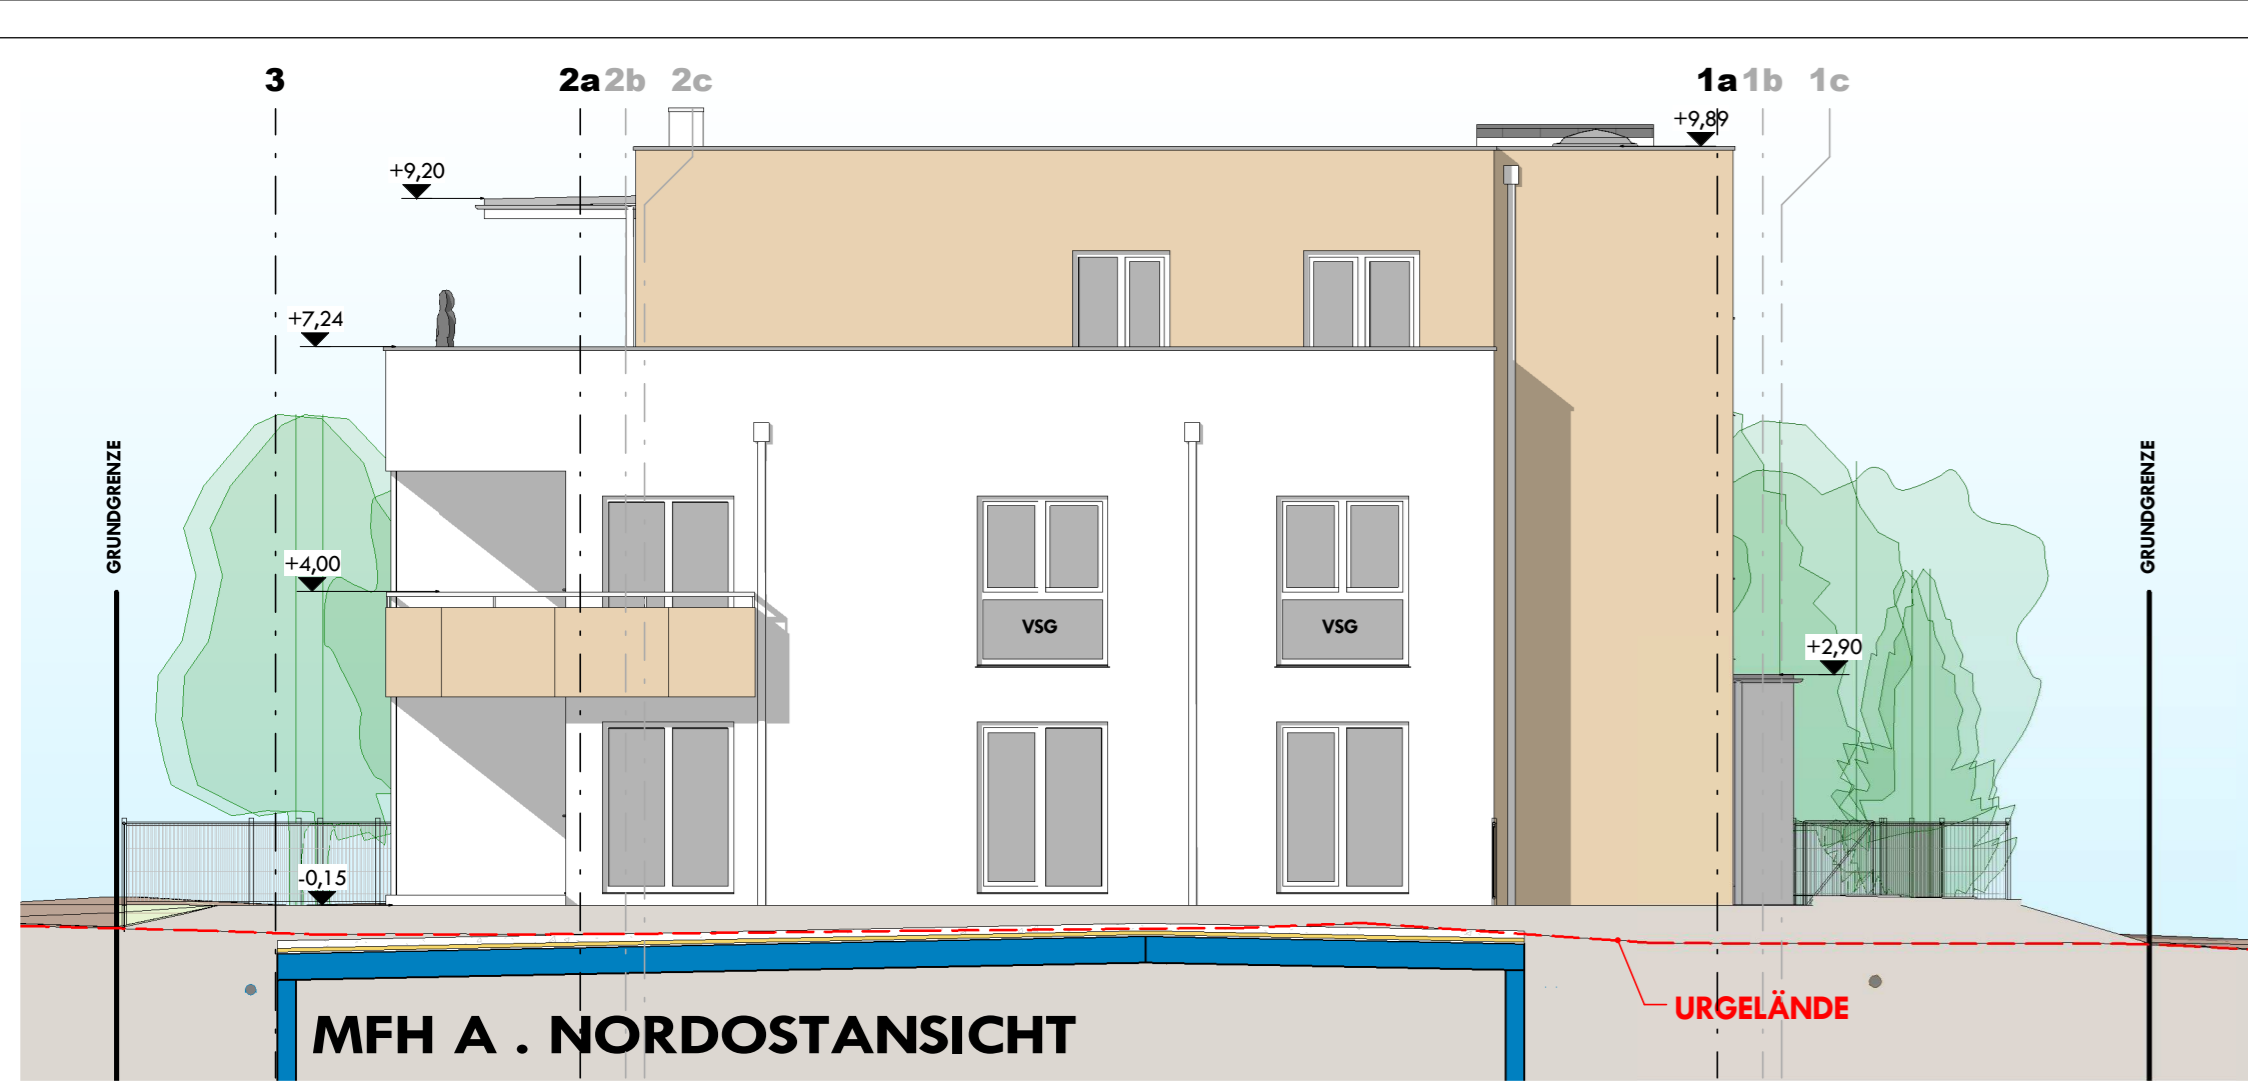 3
2a 2b 2c
1a 1b 1c
+9,89
+9,20
+7,24
GRUNDGRENZE
GRUNDGRENZE
+4,00
VSG
VSG
+2,90
-0,15
URGELÄNDE
MFH A . NORDOSTANSICHT